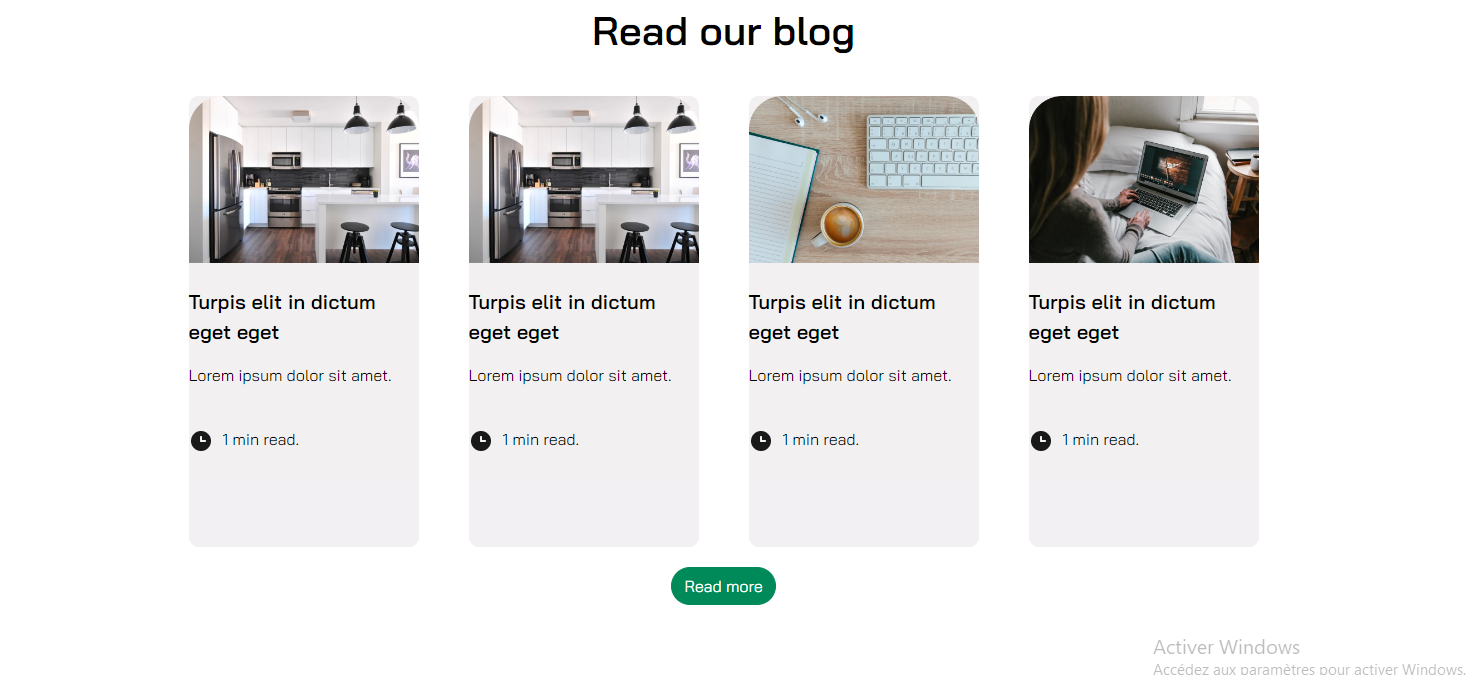 Read our blog
Turpis elit in dictum
eget eget
Lorem ipsum dolor sit amet.
1 min read.
Turpis elit in dictum
eget eget
Lorem ipsum dolor sit amet.
1 min read.
Turpis elit in dictum
eget eget
Lorem ipsum dolor sit amet.
1 min read.
Turpis elit in dictum
eget eget
Lorem ipsum dolor sit amet.
1 min read.
Read more
Activer Windows
Accédez aux paramètres pour activer Windows.